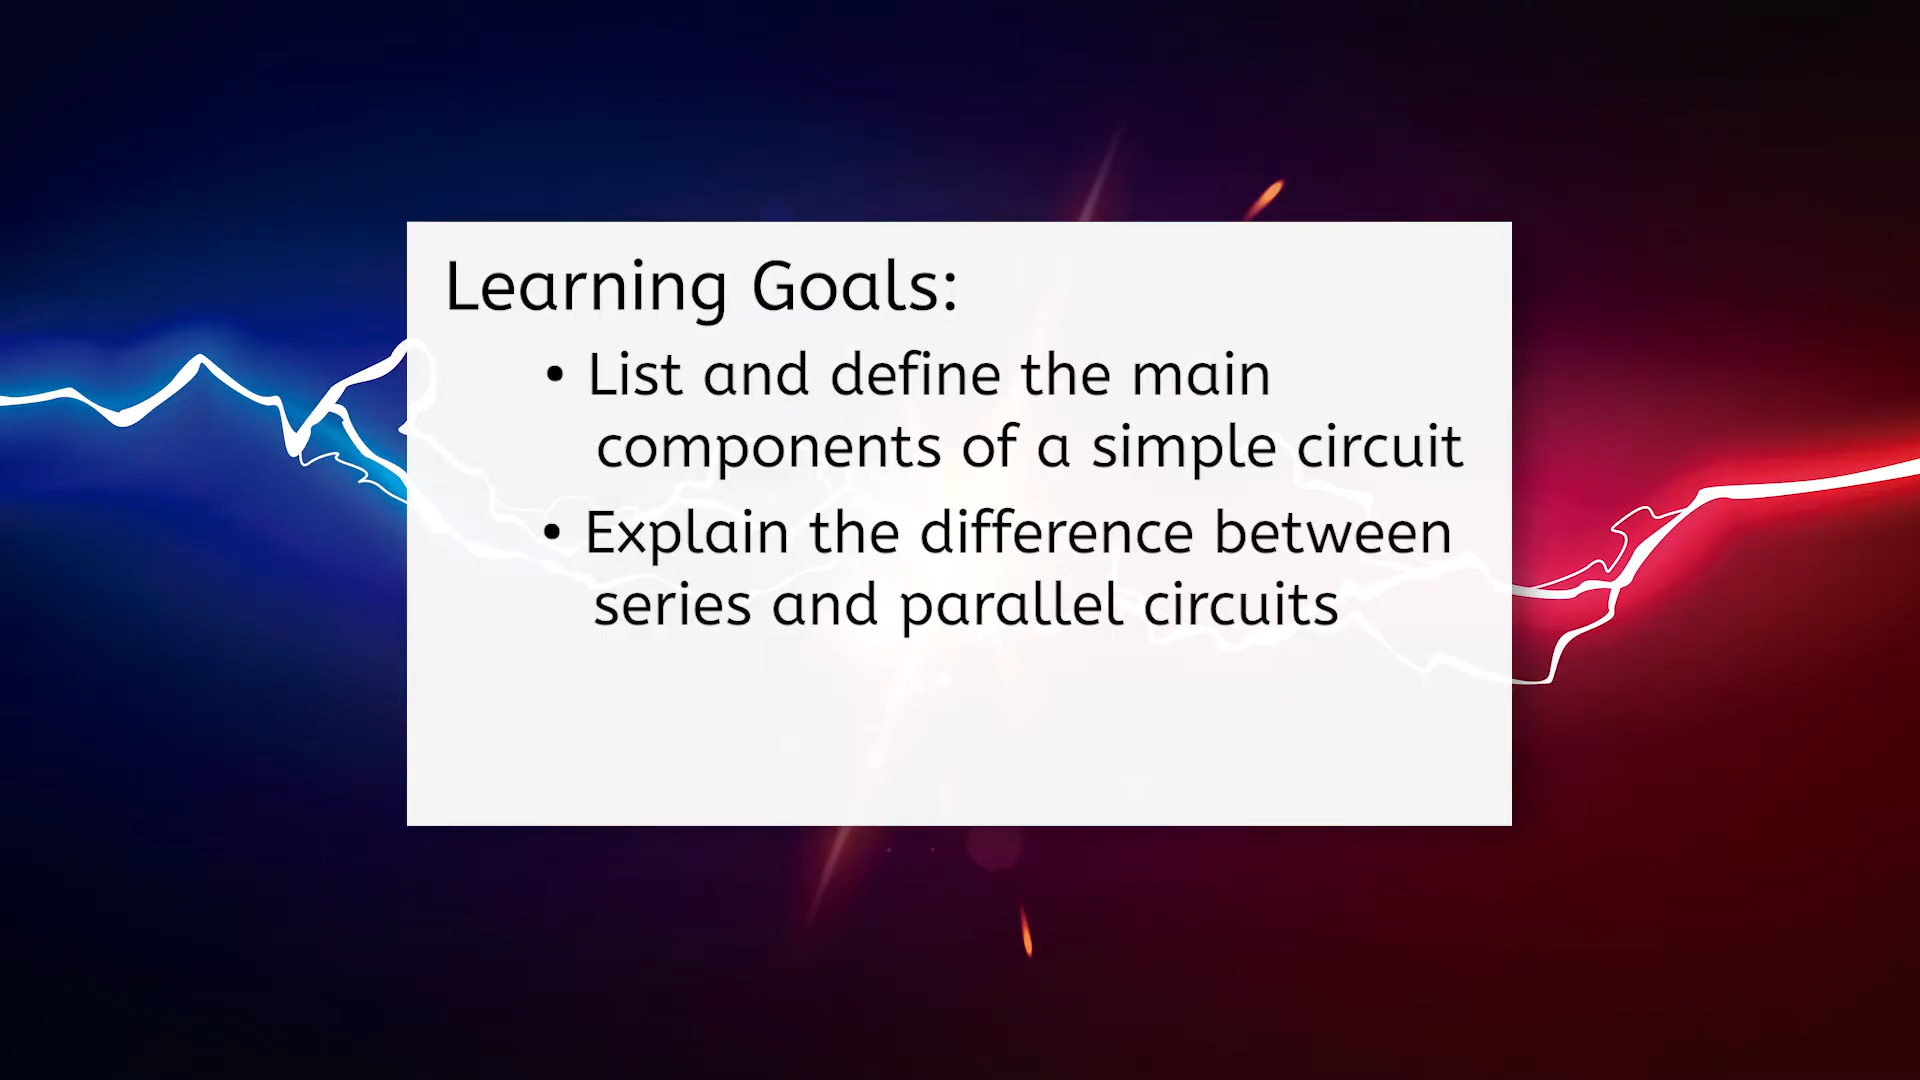 Learning Goals:
• List and define the main
components of a simple circuit
• Explain the difference between
series and parallel circuits